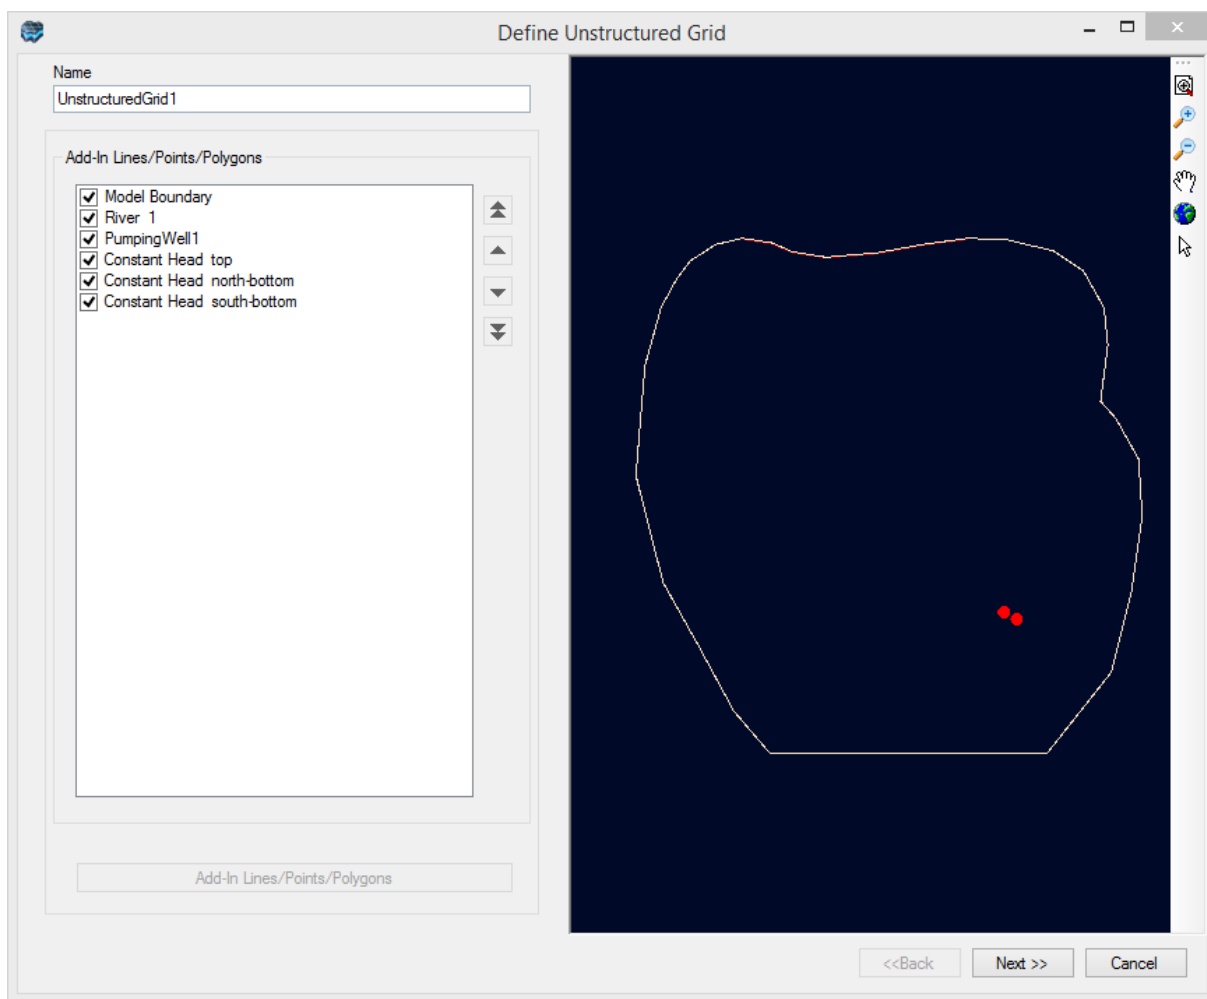 Define Unstructured Grid
Name
UnstructuredGrid1
Add-In Lines/Points/Polygons
Model Boundary
River 1
PumpingWell1
Constant Head top
Constant Head north-bottom
Constant Head south-bottom
Add-In Lines/Points/Polygons
<<Back
Next >>
Cancel